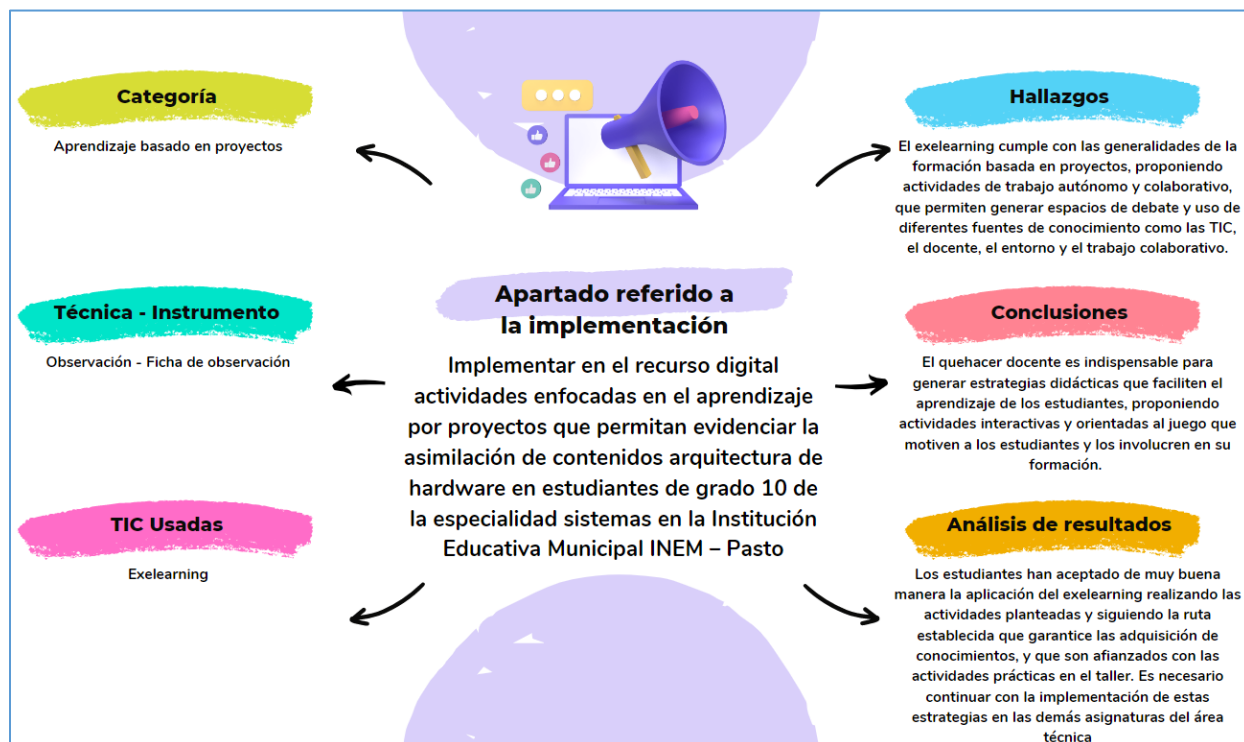 Categoría
Aprendizaje basado en proyectos
Técnica - Instrumento
Observación - Ficha de observación
TIC Usadas
Exelearning
Apartado referido a
la implementación
Implementar en el recurso digital
actividades enfocadas en el aprendizaje
por proyectos que permitan evidenciar la
asimilación de contenidos arquitectura de
hardware en estudiantes de grado 10 de
la especialidad sistemas en la Institución
Educativa Municipal INEM – Pasto
Hallazgos
El exelearning cumple con las generalidades de la
formación basada en proyectos, proponiendo
actividades de trabajo autónomo y colaborativo,
que permiten generar espacios de debate y uso de
diferentes fuentes de conocimiento como las TIC,
el docente, el entorno y el trabajo colaborativo.
Conclusiones
El quehacer docente es indispensable para
generar estrategias didácticas que faciliten el
aprendizaje de los estudiantes, proponiendo
actividades interactivas y orientadas al juego que
motiven a los estudiantes y los involucren en su
formación.
Análisis de resultados
Los estudiantes han aceptado de muy buena
manera la aplicación del exelearning realizando las
actividades planteadas y siguiendo la ruta
establecida que garantice las adquisición de
conocimientos, y que son afianzados con las
actividades prácticas en el taller. Es necesario
continuar con la implementación de estas
estrategias en las demás asignaturas del área
técnica